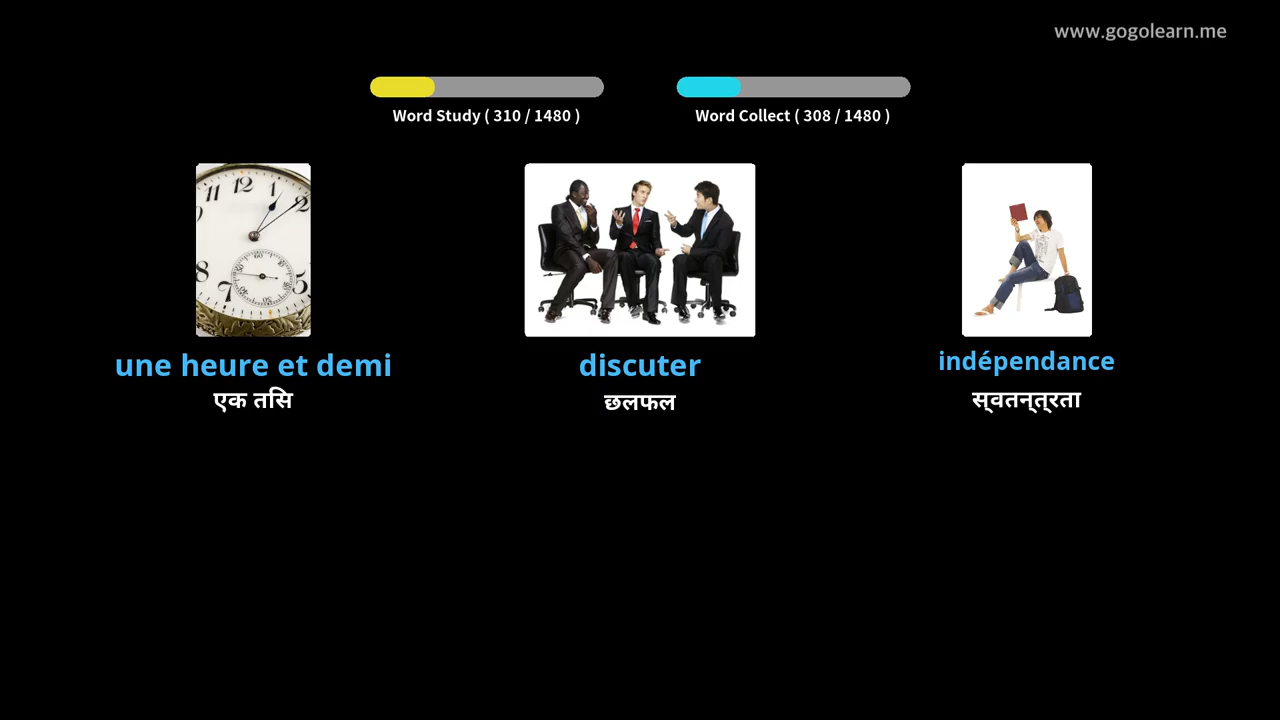 www.gogolearn.me
Word Study ( 310 / 1480 )
Word Collect ( 308 / 1480 )
une heure et demi
discuter
indépendance
एक तिस
छलफल
स्वतन्त्रता